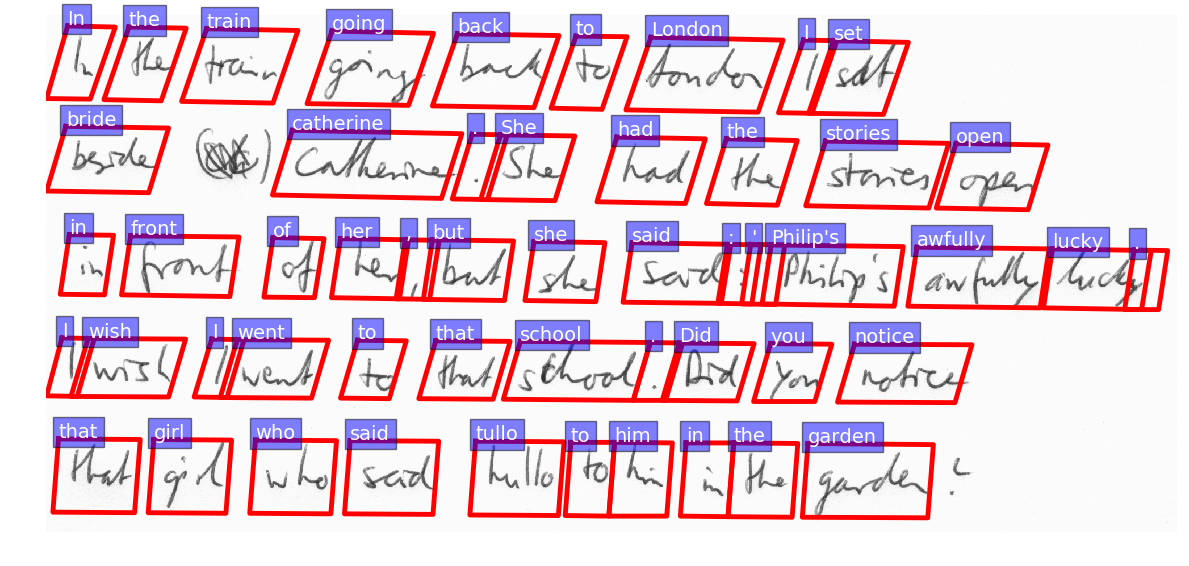 In the train going back to London I set
In the train going back to London I sat
bride catherine . She had the stories open
beside Catherine. She had the stories open
in front of her , but she said : ' Philip's awfully lucky .
in front of her, but she said: Philip's awfully lucky.
I wish I went to that school . Did you notice
I wish I went to that school. Did you notice
that girl who said tullo to him in the garden
that girl who said hullo to him in the garden?